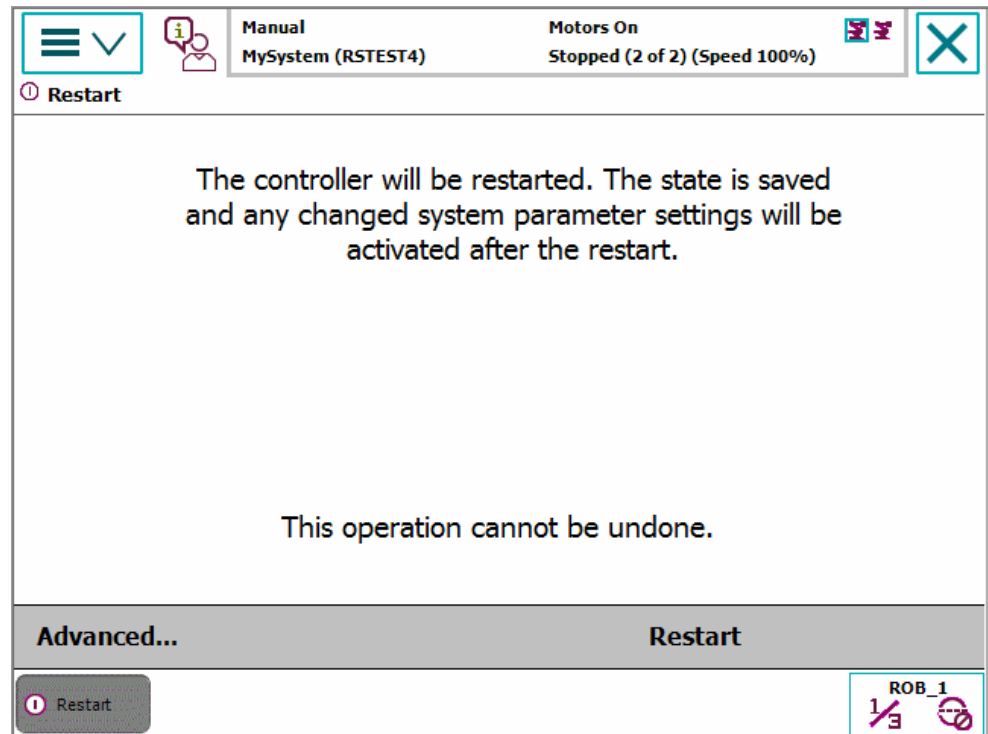 Manual
Motors On
MySystem (RSTEST4)
Stopped (2 of 2) (Speed 100%)
Restart
The controller will be restarted. The state is saved
and any changed system parameter settings will be
activated after the restart.
This operation cannot be undone.
Advanced...
Restart
Restart
ROB_1
1/3